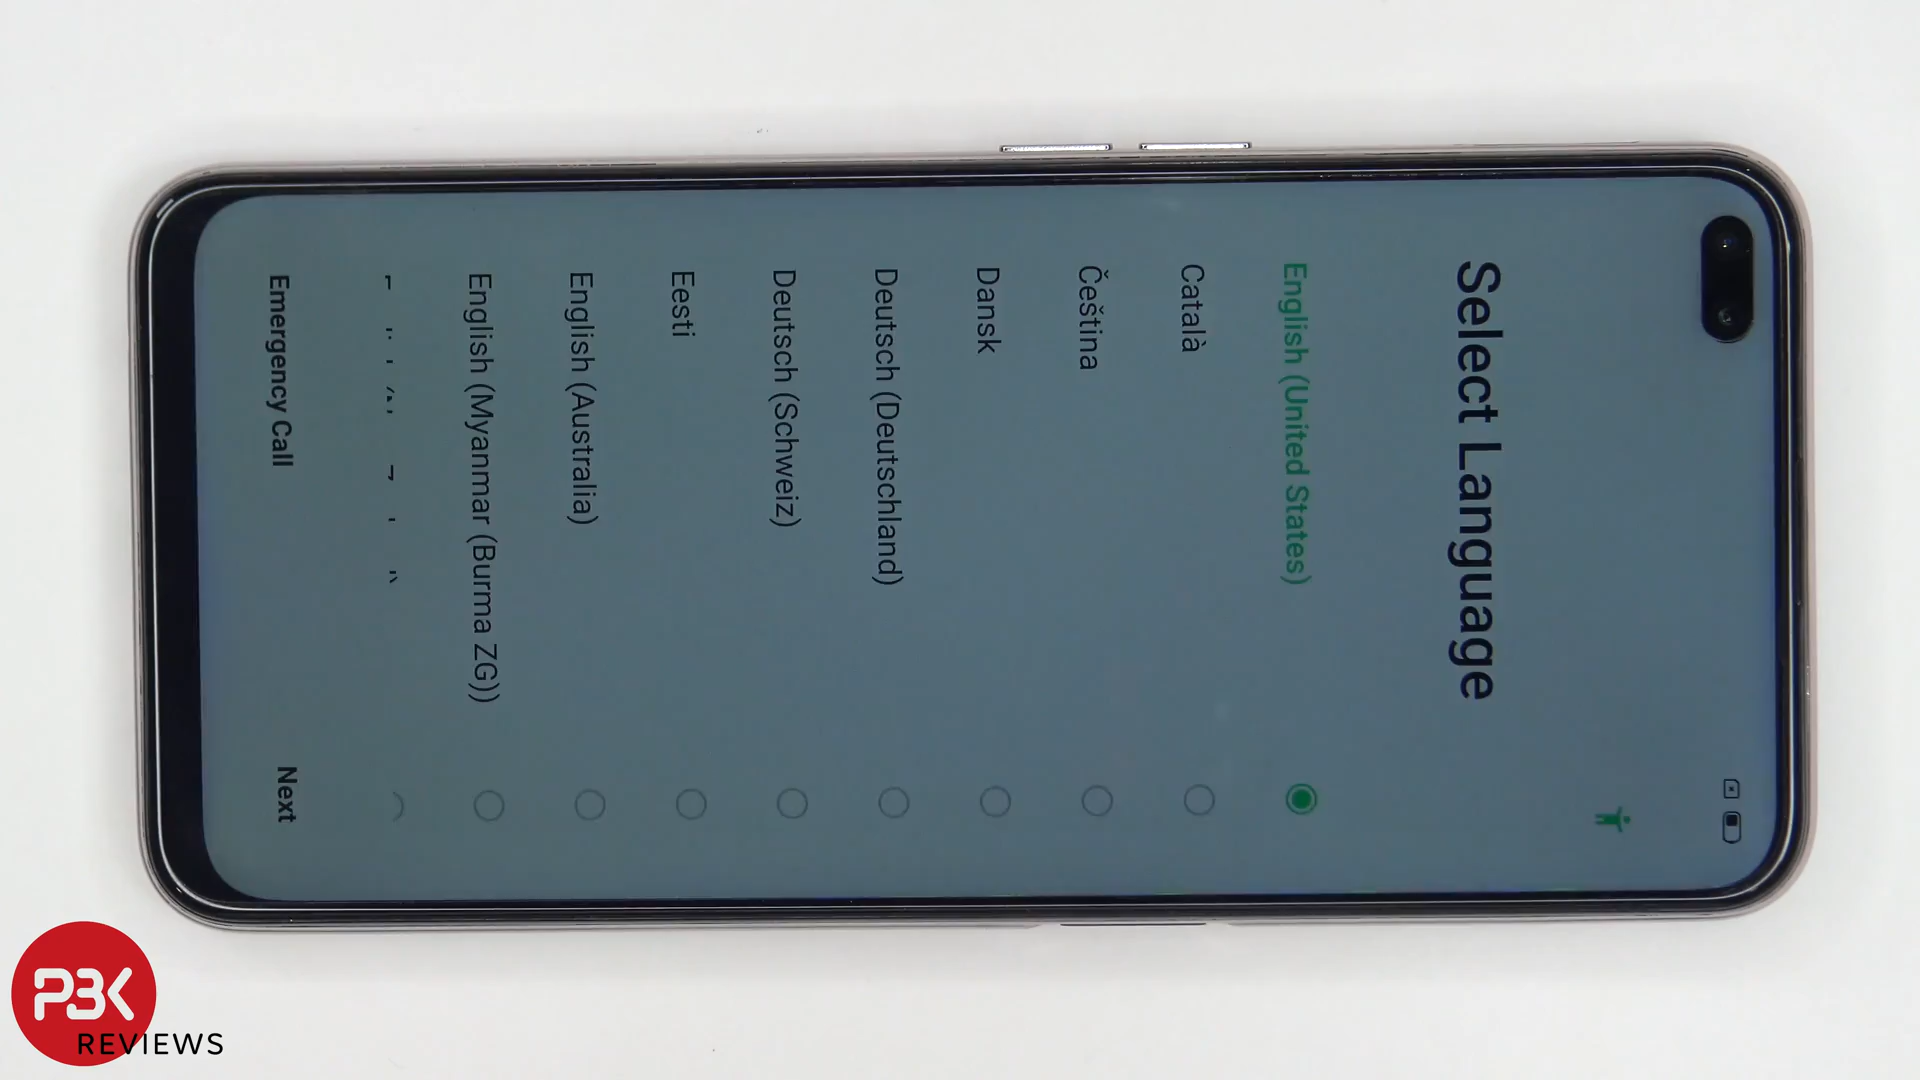 Select Language
English (United States)
Català
Čeština
Dansk
Deutsch (Deutschland)
Deutsch (Schweiz)
Eesti
English (Australia)
English (Myanmar (Burma ZG))
Emergency Call
Next
PBK
REVIEWS